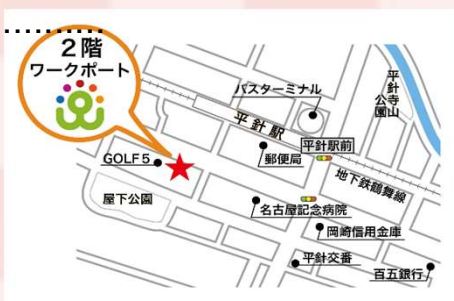 ２階
ワークポート
バスターミナル
平針寺山公園
平針駅
平針駅前
GOLF５
郵便局
地下鉄鶴舞線
屋下公園
名古屋記念病院
岡崎信用金庫
平針交番
百五銀行